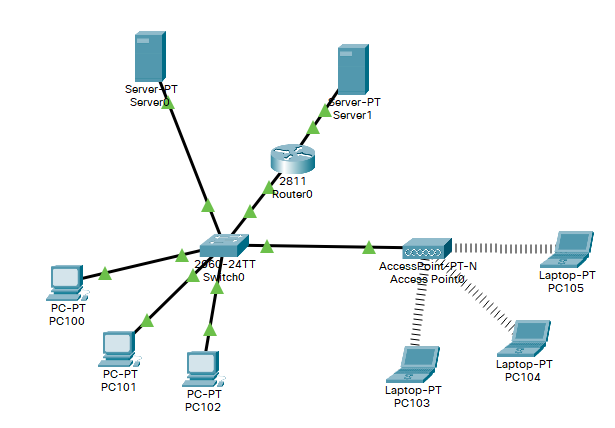 Server-PT
Server0
Server-PT
Server1
2811
Router0
2960-24TT
Switch0
AccessPoint-PT-N
Access Point0
Laptop-PT
PC105
PC-PT
PC100
PC-PT
PC101
PC-PT
PC102
Laptop-PT
PC104
Laptop-PT
PC103